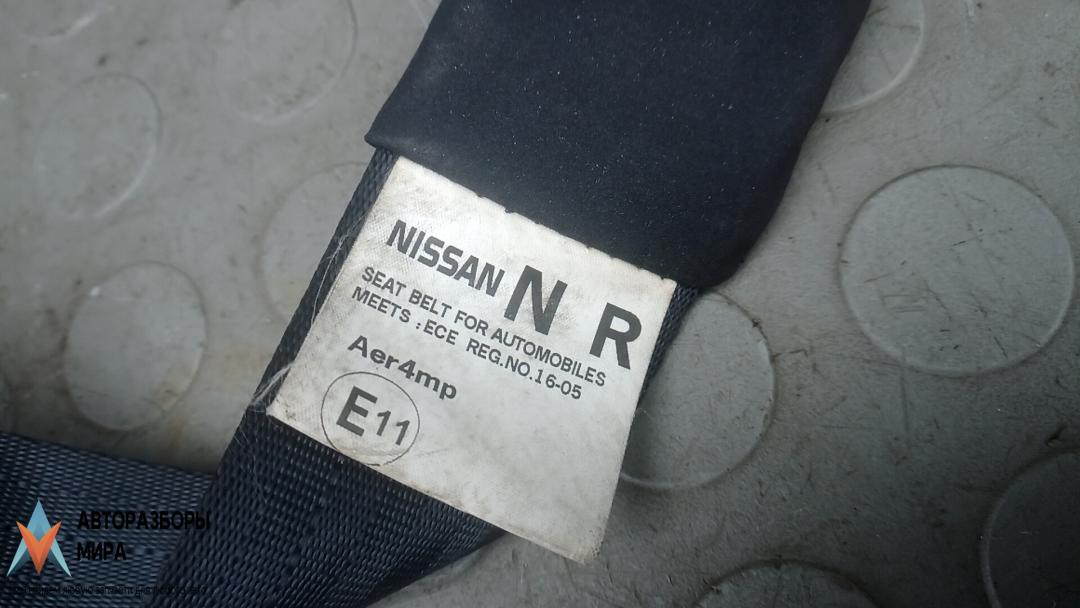 NISSAN N R
SEAT BELT FOR AUTOMOBILES
MEETS : ECE REG.NO.16-05
Aer4mp
E11
АВТОРАЗБОРЫ
МИРА